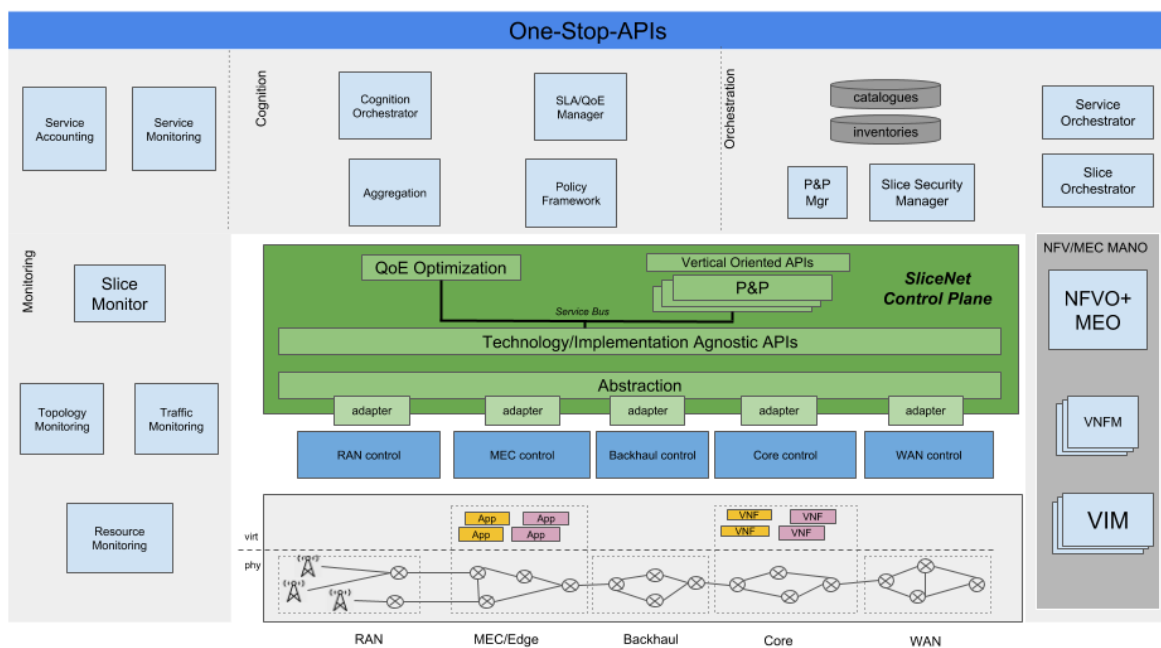 One-Stop-APIs
Service
Accounting
Service
Monitoring
Monitoring
Slice
Monitor
Topology
Monitoring
Traffic
Monitoring
Resource
Monitoring
Cognition
Cognition
Orchestrator
SLA/QoE
Manager
Aggregation
Policy
Framework
Orchestration
catalogues
inventories
P&P
Mgr
Slice Security
Manager
Service
Orchestrator
Slice
Orchestrator
QoE Optimization
Vertical Oriented APIs
P&P
SliceNet
Control Plane
Service Bus
Technology/Implementation Agnostic APIs
Abstraction
adapter
adapter
adapter
adapter
adapter
RAN control
MEC control
Backhaul control
Core control
WAN control
NFV/MEC MANO
NFVO+
MEO
VNFM
VIM
virt
phy
App
App
App
App
VNF
VNF
VNF
VNF
RAN
MEC/Edge
Backhaul
Core
WAN